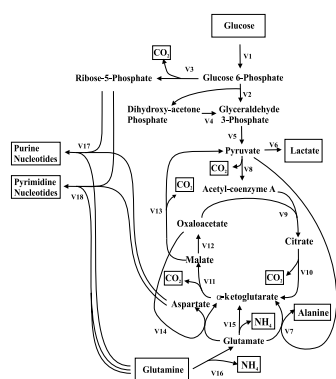 Glucose
V1
CO2
V3
Ribose-5-Phosphate
Glucose 6-Phosphate
V2
Dihydroxy-acetone
Phosphate
V4
Glyceraldehyde
3-Phosphate
V5
V17
Purine
Nucleotides
Pyruvate
V6
Lactate
CO2
V8
Pyrimidine
Nucleotides
V18
CO2
Acetyl-coenzyme A
V13
V9
Oxaloacetate
V12
Citrate
Malate
CO2
V11
CO2
V10
α-ketoglutarate
Aspartate
V14
V15
NH4
V7
Alanine
Glutamate
Glutamine
V16
NH4